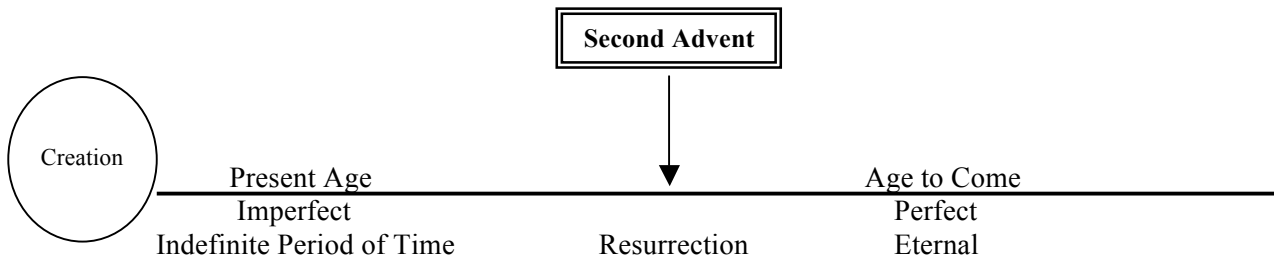 Second Advent
Creation
Present Age Age to Come
Imperfect Perfect
Indefinite Period of Time Resurrection Eternal